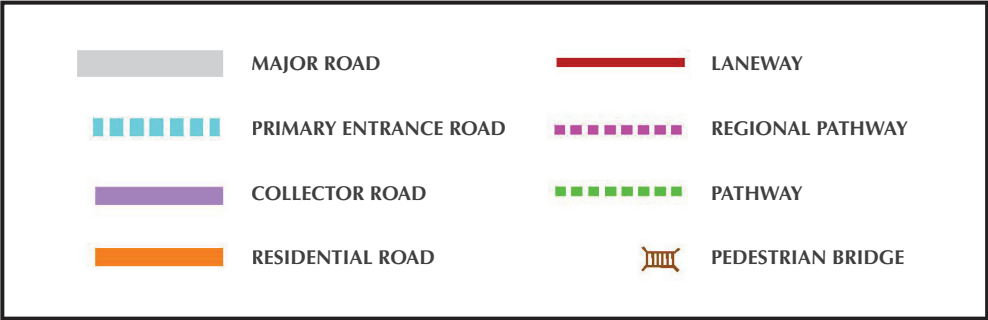 MAJOR ROAD
PRIMARY ENTRANCE ROAD
COLLECTOR ROAD
RESIDENTIAL ROAD
LANEWAY
REGIONAL PATHWAY
PATHWAY
PEDESTRIAN BRIDGE